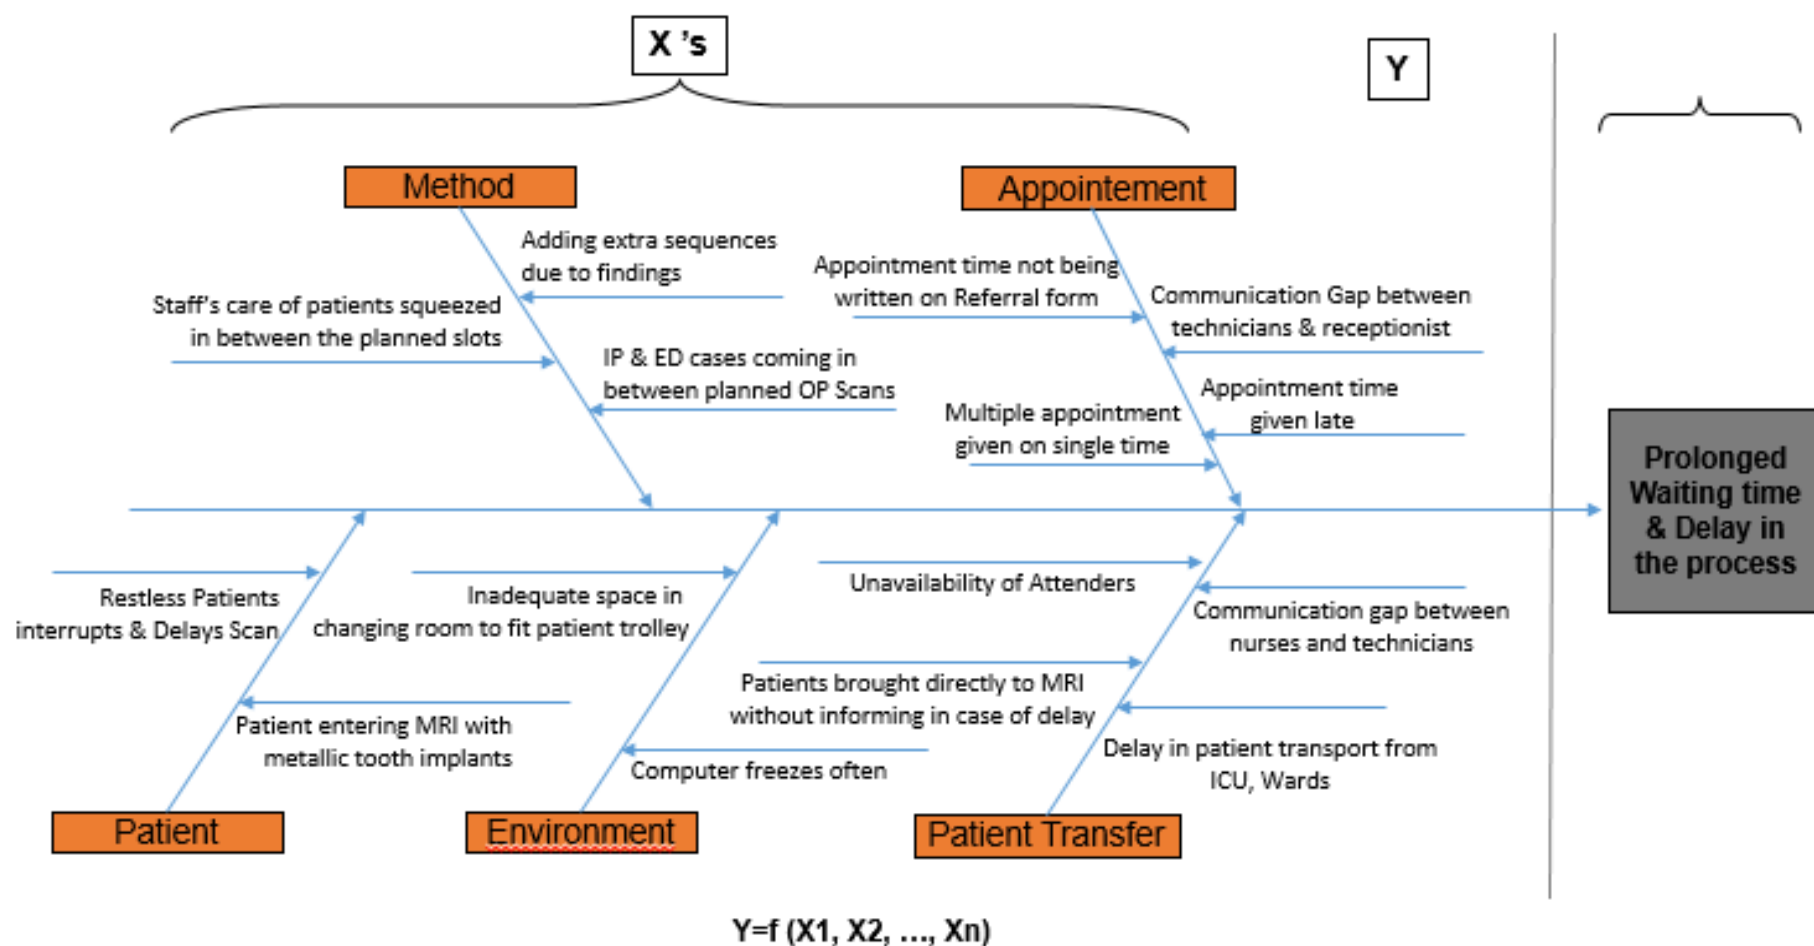 X 's
Y
Method
Appointement
Adding extra sequences
due to findings
Staff's care of patients squeezed
in between the planned slots
IP & ED cases coming in
between planned OP Scans
Appointment time not being
written on Referral form
Communication Gap between
technicians & receptionist
Appointment time
given late
Multiple appointment
given on single time
Prolonged
Waiting time
& Delay in
the process
Restless Patients
interrupts & Delays Scan
Patient entering MRI with
metallic tooth implants
Inadequate space in
changing room to fit patient trolley
Computer freezes often
Unavailability of Attenders
Communication gap between
nurses and technicians
Patients brought directly to MRI
without informing in case of delay
Delay in patient transport from
ICU, Wards
Patient
Environment
Patient Transfer
Y=f (X1, X2, ..., Xn)